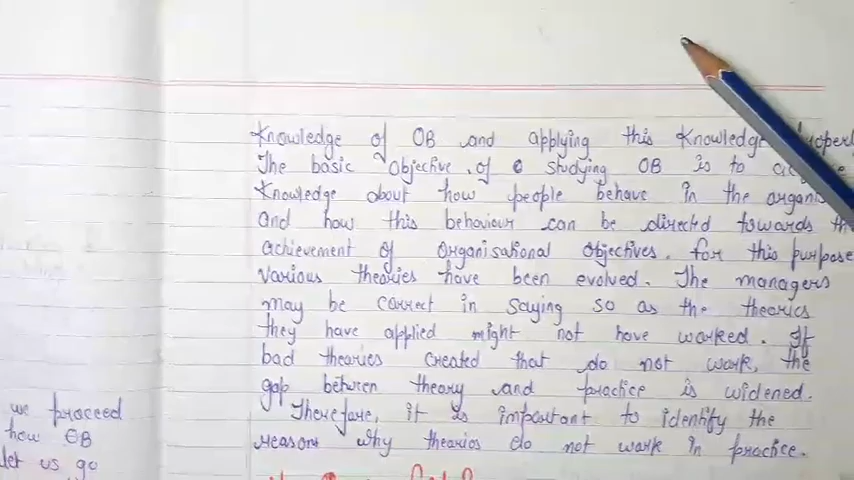 Knowledge of OB and applying this Knowledge
The basic Objective of studying OB is to
Knowledge about how people behave in the
and how this behaviour can be directed towards
achievement of Organisational Objectives. for this purpose
various theories have been evolved. The managers
may be correct in saying so as the theories
they have applied might not have worked. If
bad theories created that do not work, the
gap between theory and practice is widened.
Therefore, it is important to identify the
reason why theories do not work in practice.
we proceed
how OB
let us go